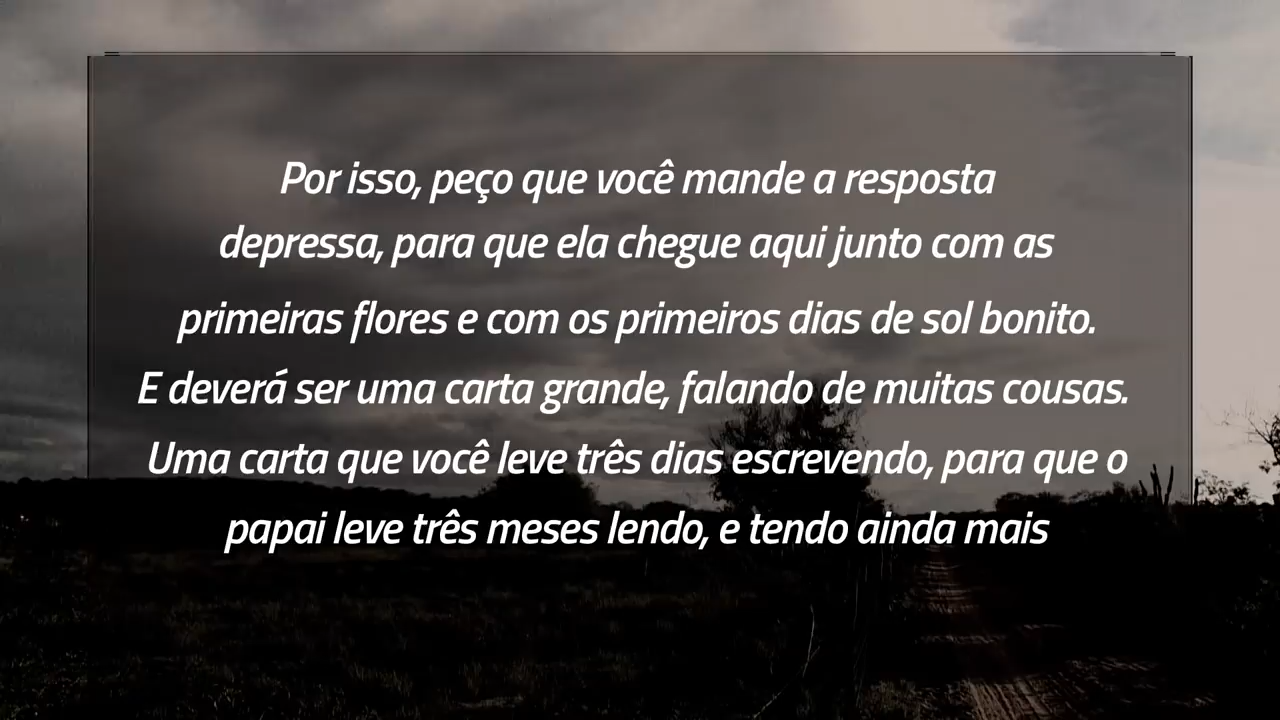 Por isso, peço que você mande a resposta
depressa, para que ela chegue aqui junto com as
primeiras flores e com os primeiros dias de sol bonito.
E deverá ser uma carta grande, falando de muitas cousas.
Uma carta que você leve três dias escrevendo, para que o
papai leve três meses lendo, e tendo ainda mais